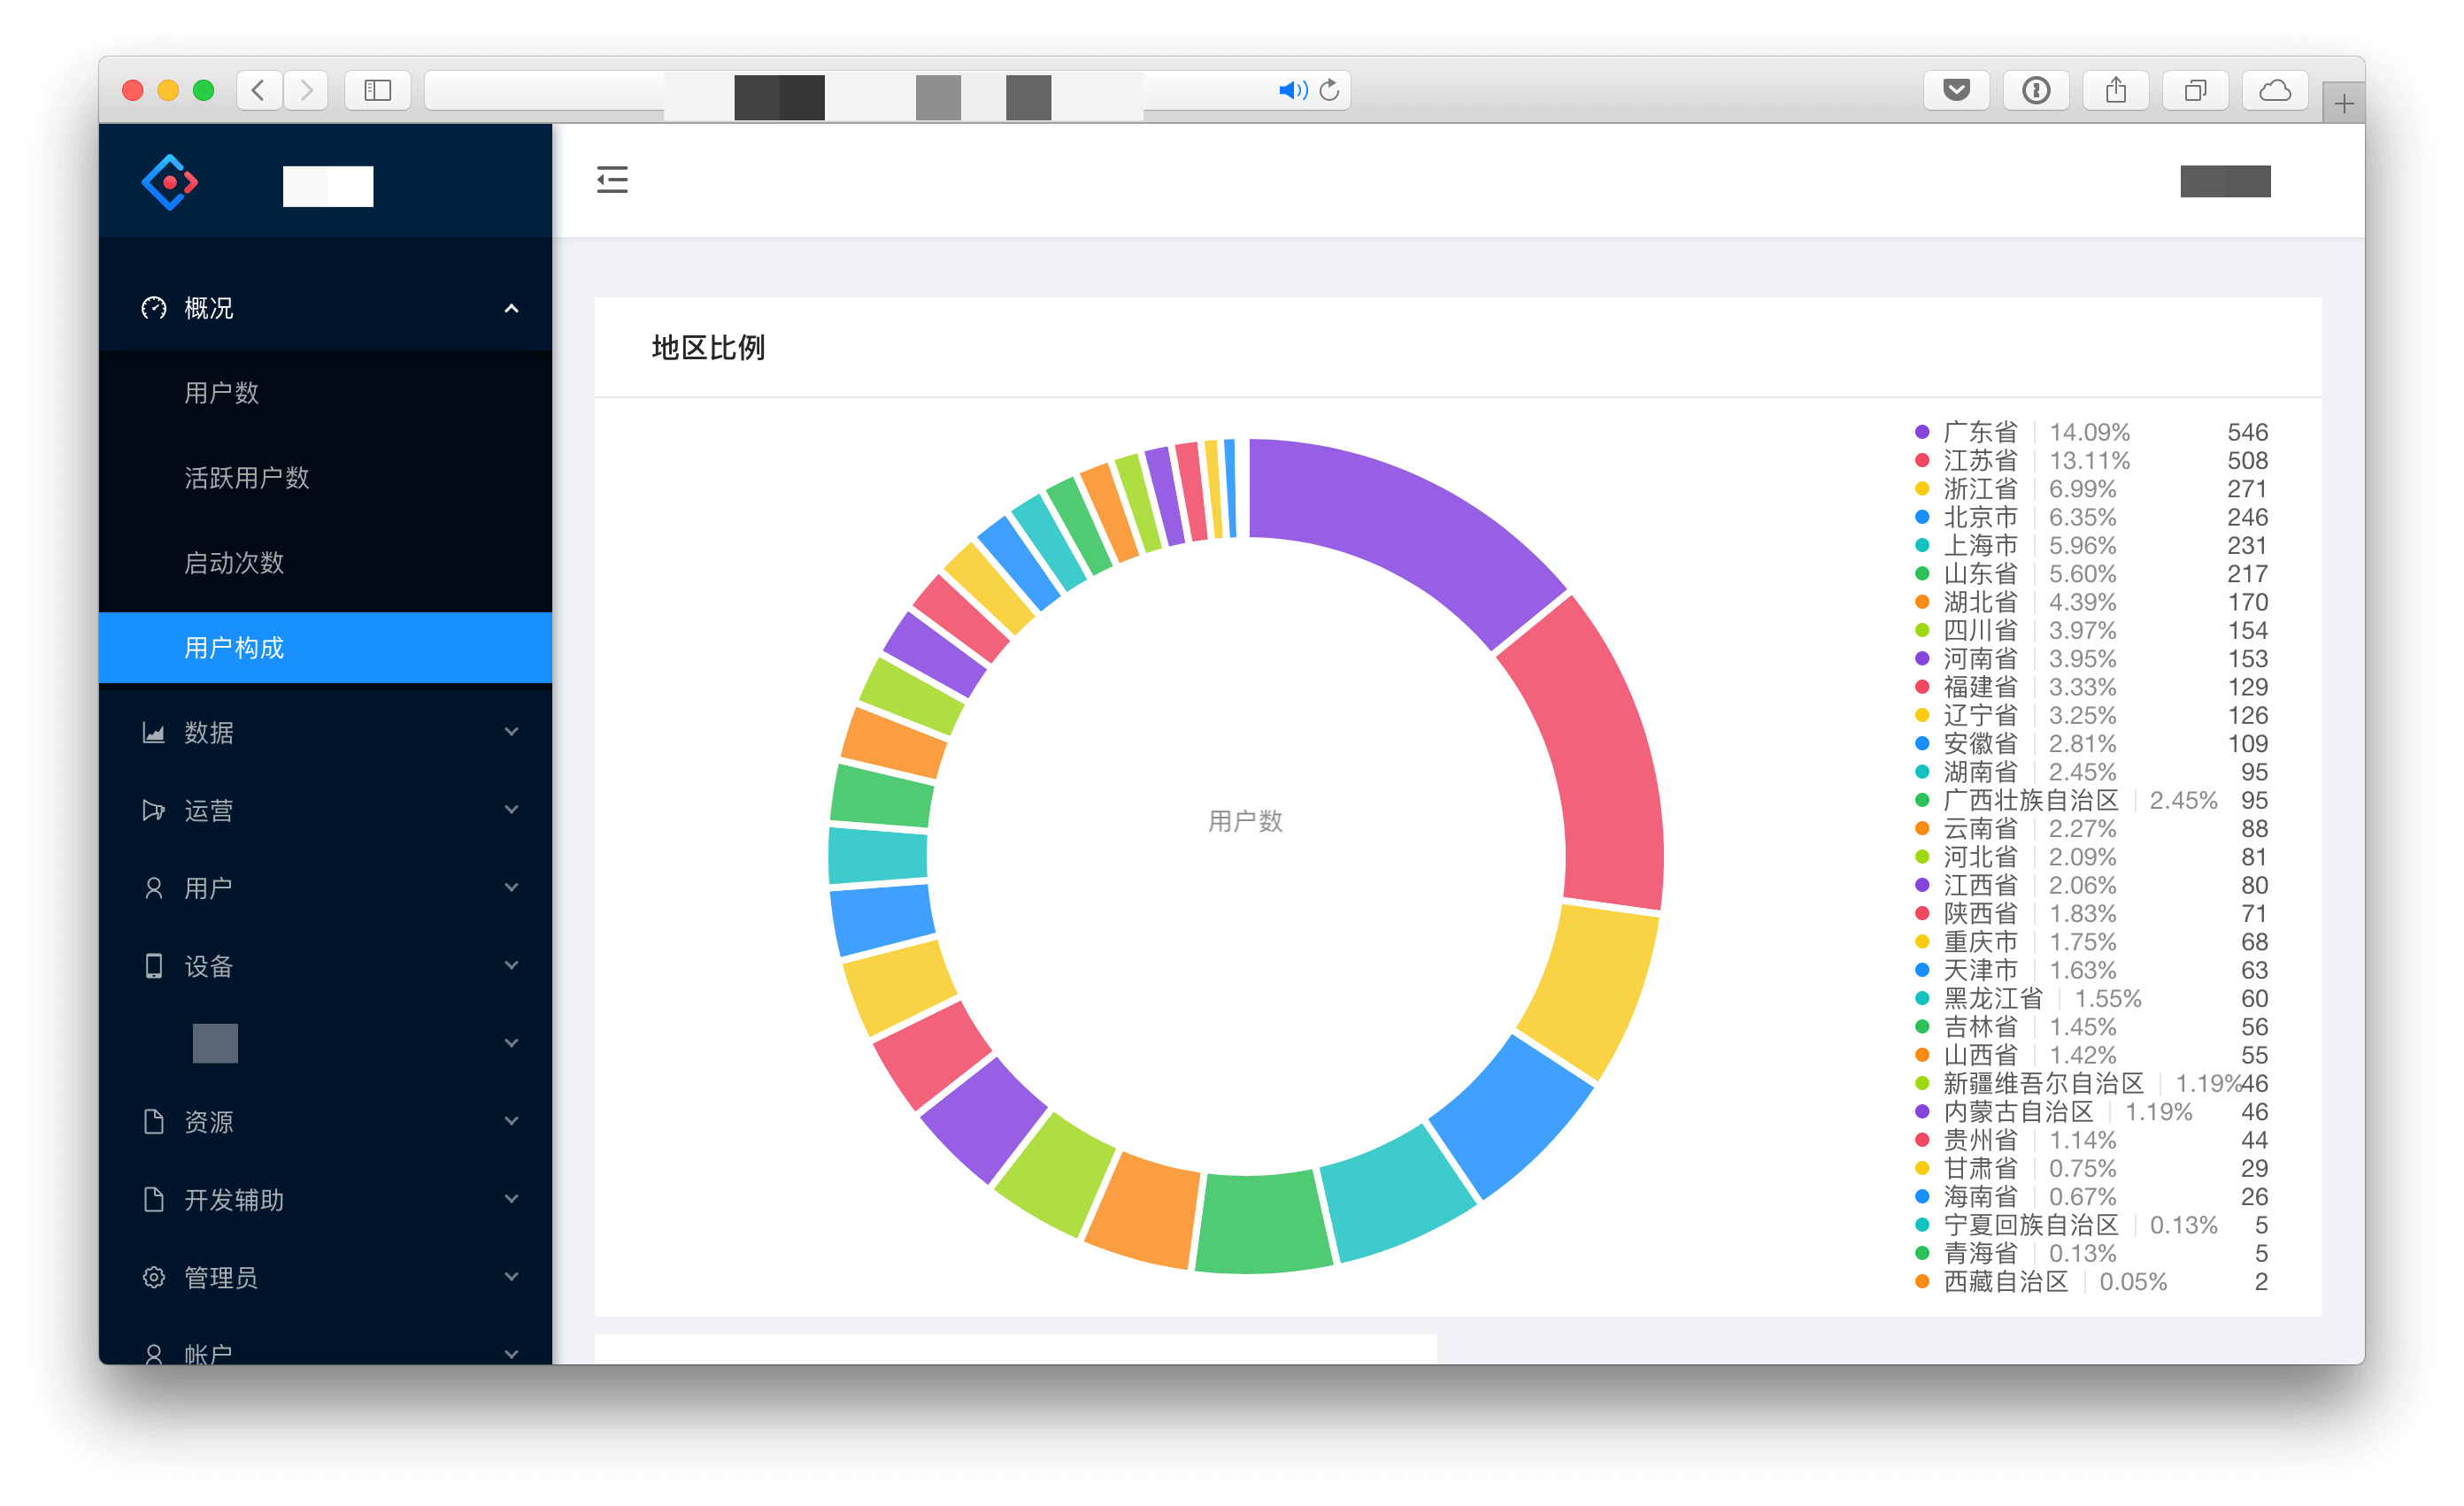 概况
用户数
活跃用户数
启动次数
用户构成
数据
运营
用户
设备
资源
开发辅助
管理员
帐户
地区比例
用户数
广东省 14.09% 546
江苏省 13.11% 508
浙江省 6.99% 271
北京市 6.35% 246
上海市 5.96% 231
山东省 5.60% 217
湖北省 4.39% 170
四川省 3.97% 154
河南省 3.95% 153
福建省 3.33% 129
辽宁省 3.25% 126
安徽省 2.81% 109
湖南省 2.45% 95
广西壮族自治区 2.45% 95
云南省 2.27% 88
河北省 2.09% 81
江西省 2.06% 80
陕西省 1.83% 71
重庆市 1.75% 68
天津市 1.63% 63
黑龙江省 1.55% 60
吉林省 1.45% 56
山西省 1.42% 55
新疆维吾尔自治区 1.19% 46
内蒙古自治区 1.19% 46
贵州省 1.14% 44
甘肃省 0.75% 29
海南省 0.67% 26
宁夏回族自治区 0.13% 5
青海省 0.13% 5
西藏自治区 0.05% 2